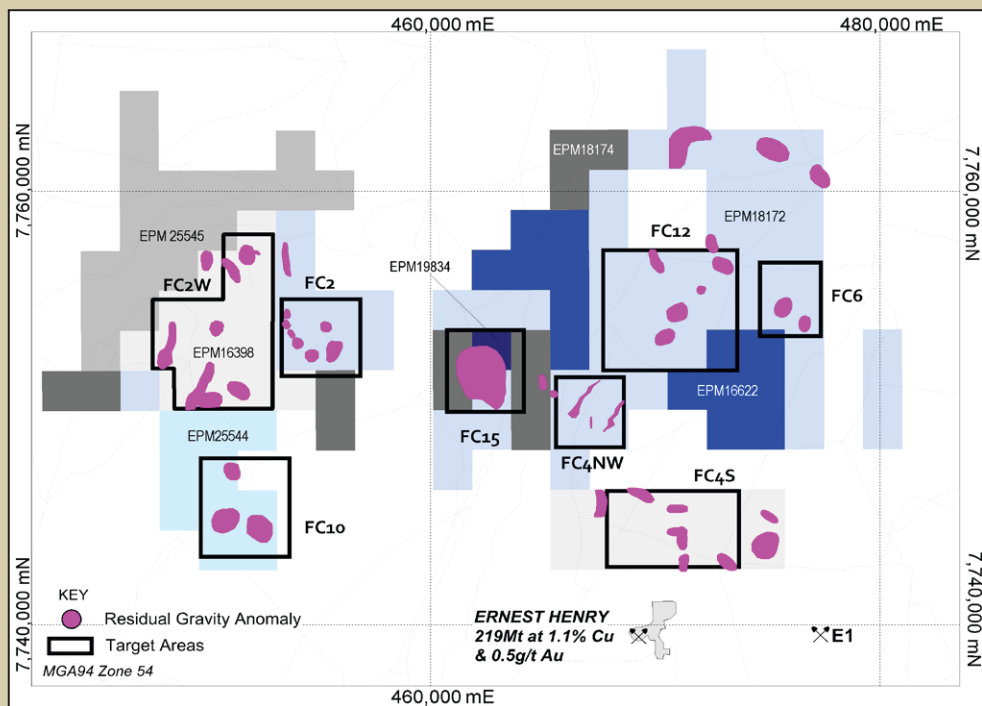 460,000 mE
480,000 mE
7,760,000 mN
7,760,000 mN
EPM18174
EPM18172
EPM 25545
FC12
EPM19834
FC2W
FC2
FC6
EPM16398
EPM16622
EPM25544
FC15
FC4NW
FC4S
FC10
KEY
Residual Gravity Anomaly
Target Areas
MGA94 Zone 54
ERNEST HENRY
219Mt at 1.1% Cu
& 0.5g/t Au
E1
7,740,000 mN
7,740,000 mN
460,000 mE